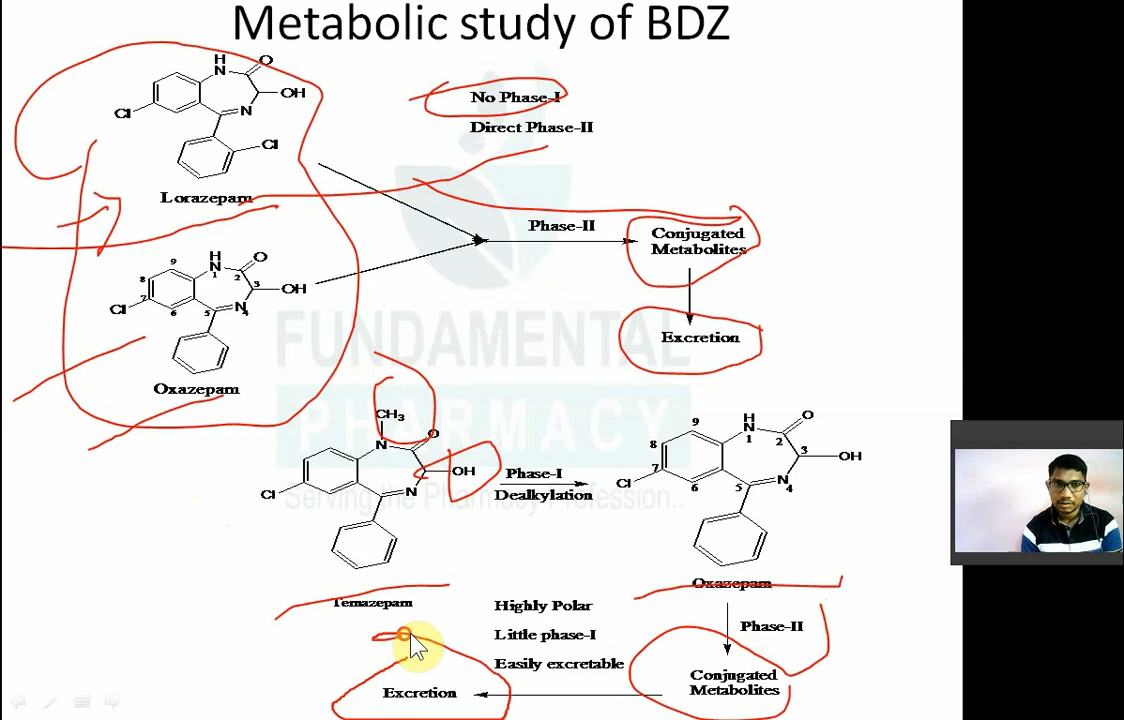 Metabolic study of BDZ
H
N
O
OH
N
Cl
Cl
Lorazepam
No Phase-I
Direct Phase-II
Phase-II
Conjugated
Metabolites
Excretion
H
N
1
2
3
4
5
6
7
8
9
O
OH
N
Cl
Oxazepam
FUNDAMENTAL
PHARMACY
Serving the Pharmacy Profession..
CH3
N
O
OH
N
Cl
Temazepam
Phase-I
Dealkylation
H
N
1
2
3
4
5
6
7
8
9
O
OH
N
Cl
Oxazepam
Highly Polar
Little phase-I
Easily excretable
Phase-II
Conjugated
Metabolites
Excretion